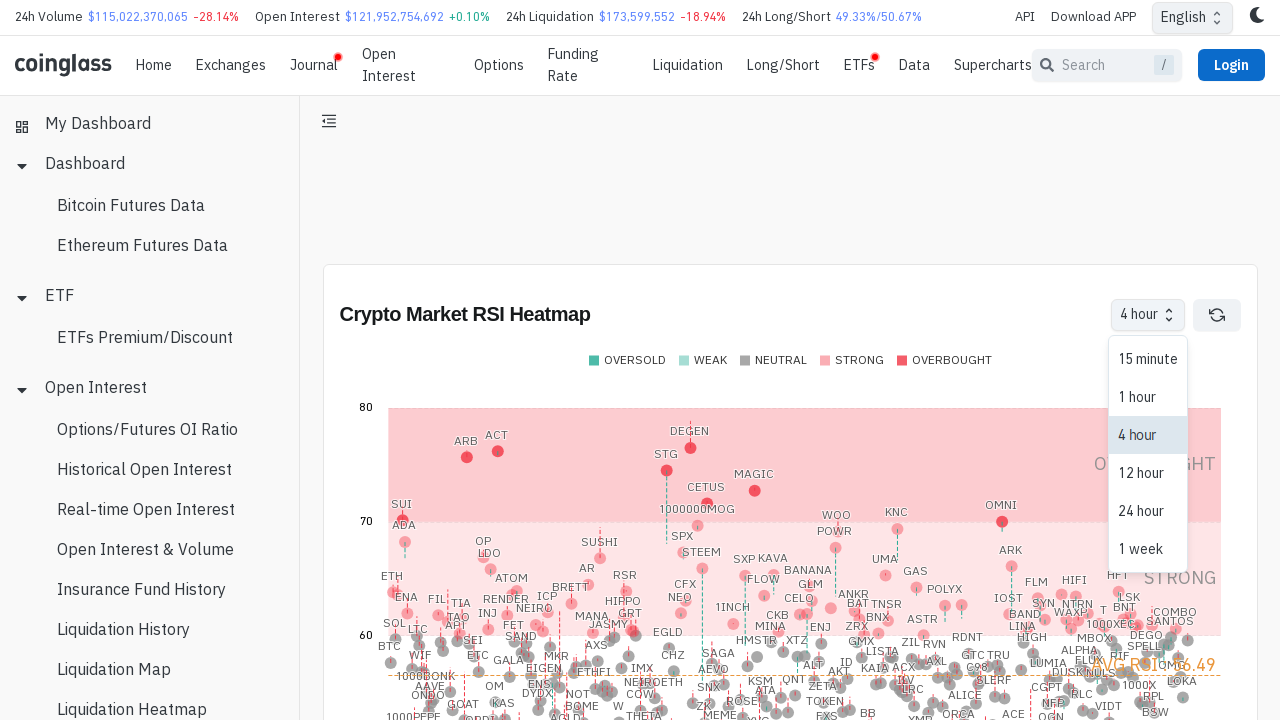 24h Volume $115,022,370,065 -28.14% Open Interest $121,952,754,692 +0.10% 24h Liquidation $173,599,552 -18.94% 24h Long/Short 49.33%/50.67% API Download APP English
coinglass Home Exchanges Journal Open Interest Options Funding Rate Liquidation Long/Short ETFs Data Supercharts Search / Login
My Dashboard
Dashboard
Bitcoin Futures Data
Ethereum Futures Data
ETF
ETFs Premium/Discount
Open Interest
Options/Futures OI Ratio
Historical Open Interest
Real-time Open Interest
Open Interest & Volume
Insurance Fund History
Liquidation History
Liquidation Map
Liquidation Heatmap
Crypto Market RSI Heatmap
4 hour
15 minute
1 hour
4 hour
12 hour
24 hour
1 week
OVERSOLD WEAK NEUTRAL STRONG OVERBOUGHT
80
DEGEN
ARB ACT
STG
MAGIC
CETUS
SUI 1000000MOG OMNI
70
ADA WOO KNC
POWR
OP SUSHI SPX
LDO STEEM ARK
SXP KAVA UMA
ETH ATOM AR RSR BANANA GAS HFT
STRONG
BRETT CFX FLOW GLM POLYX FLM HIFI
ENA FIL TIA RENDER ICP HIPPO NEO CELO ANKR IOST LSK
NEIRO 1INCH BAT TNSR SYN NTRN BNT
INJ MANA GRT CKB BNX ASTR BAND WAXP T COMBO
SOL LTC TAO API FET JASMY MINA ENJ ZRX LINA 1000XEC SANTOS
60
SEI SAND EGLD HMSTR XTZ GMX ZIL RVN RDNT HIGH MBOX DEGO
BTC WIF ETC GALA MKR AXS CHZ SAGA LISTA GTC TRU ALPHA SPELL
AVG RSI: 56.49
1000BONK EIGEN ETHFI IMX AEVO ALT ID KAIA ACX AXL C98 LUMIA RIF
AAVE OM ENS NEIROETH SNX KSM QNT ZETA ILV SLERF CGPT 1000X LOKA
ONDO DYDX NOT COW ATA LRC ALICE RLC RPL
GOAT KAS BOME W ZK ROSE TOKEN NFP VIDT
1000PEPE THETA MEME FXS BB ORCA ACE BSW